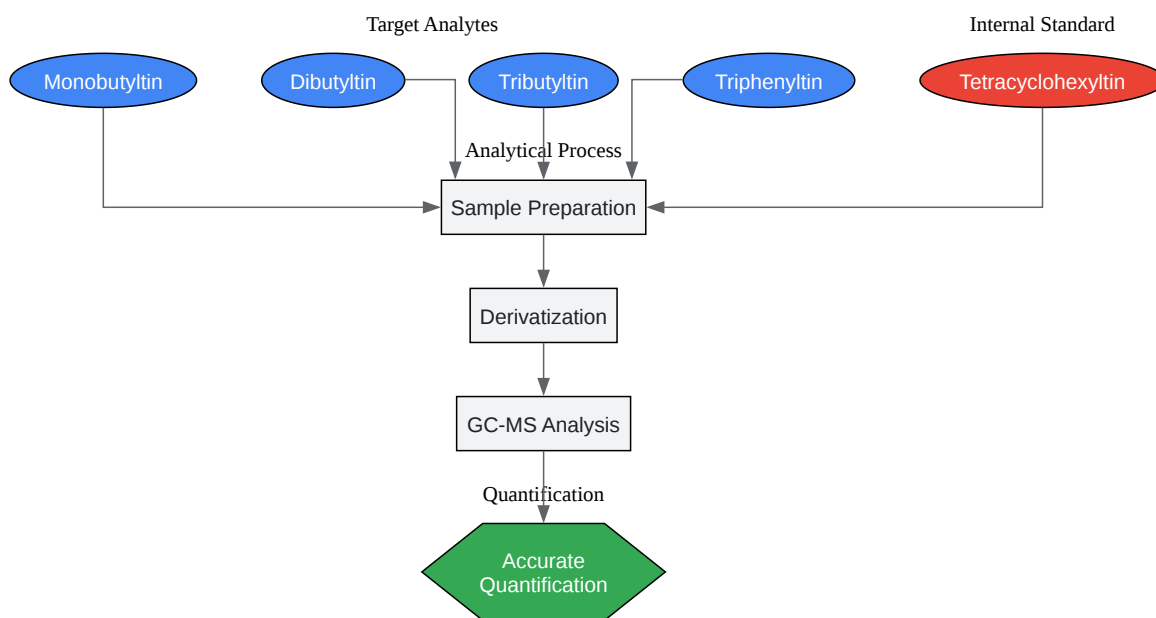 Target Analytes
Internal Standard
Monobutyltin
Dibutyltin
Tributyltin
Triphenyltin
Tetracyclohexyltin
Analytical Process
Sample Preparation
Derivatization
GC-MS Analysis
Quantification
Accurate
Quantification